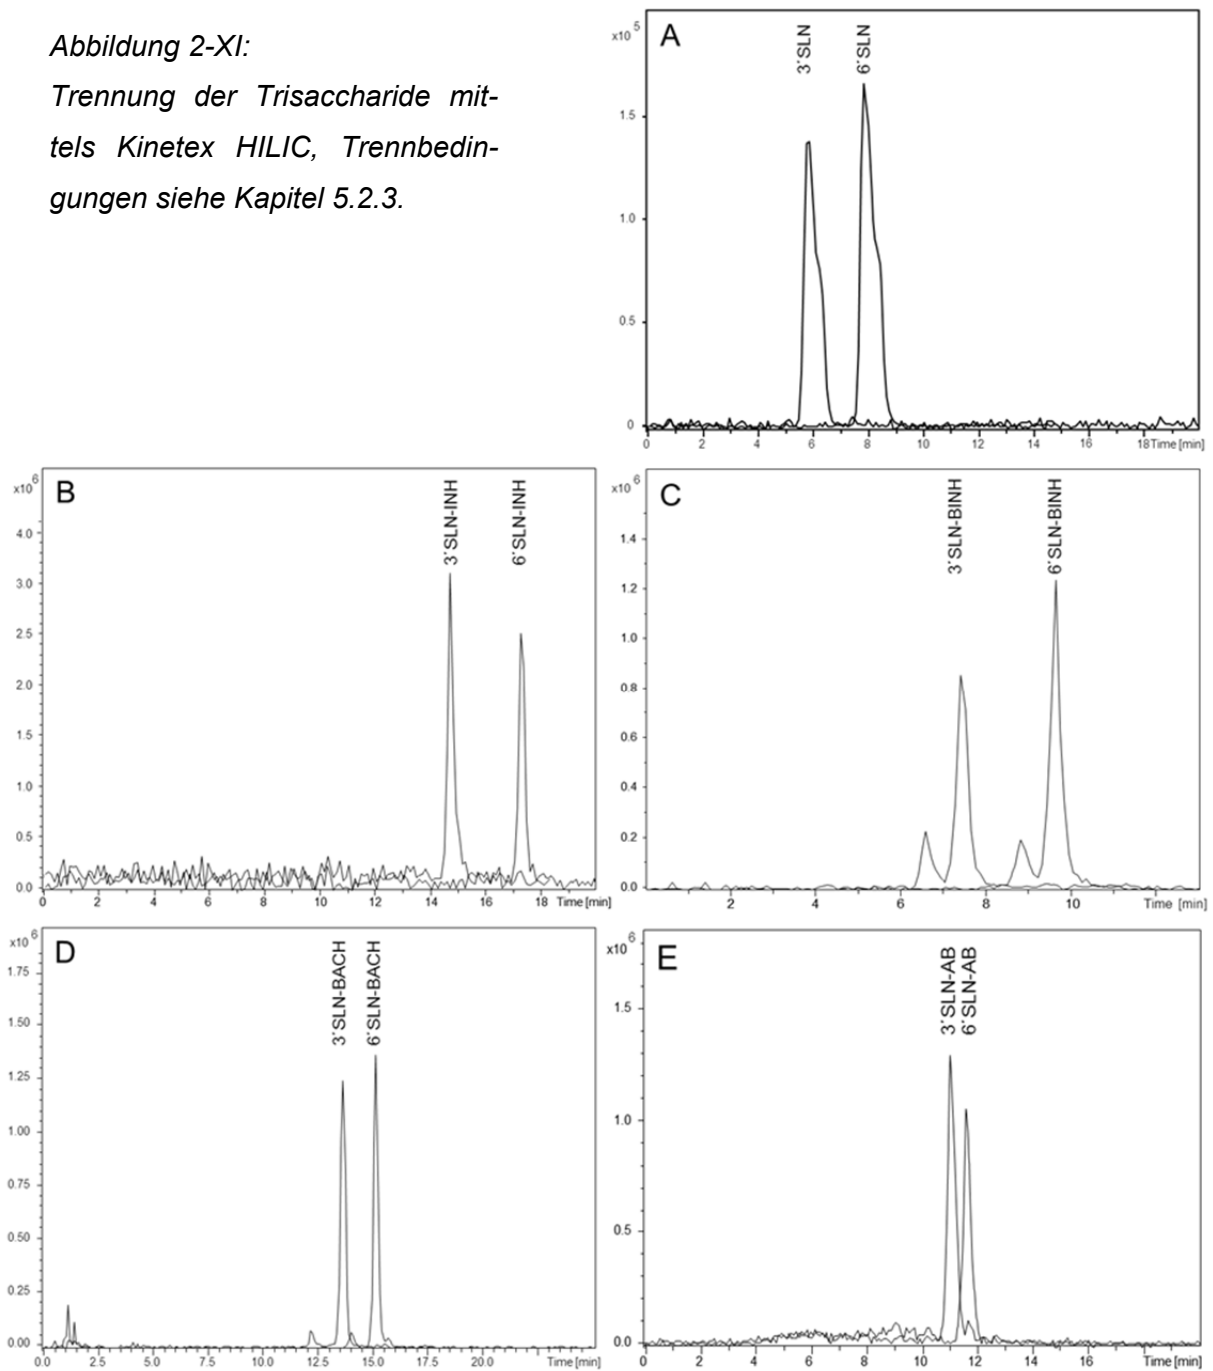 Abbildung 2-XI:
Trennung der Trisaccharide mit-
tels Kinetex HILIC, Trennbedin-
gungen siehe Kapitel 5.2.3.
A
x10 5
3´SLN
6´SLN
1.5
1.0
0.5
0
0 2 4 6 8 10 12 14 16 18 Time [min]
B
x10 6
3´SLN-INH
6´SLN-INH
4.0
3.0
2.5
2.0
1.5
1.0
0.5
0.0
0 2 4 6 8 10 12 14 16 18 Time [min]
C
x10 6
3´SLN-BINH
6´SLN-BINH
1.4
1.2
1.0
0.8
0.6
0.4
0.2
0.0
2 4 6 8 10 Time [min]
D
x10 6
3´SLN-BACH
6´SLN-BACH
1.75
1.50
1.25
1.00
0.75
0.50
0.25
0.00
0.0 2.5 5.0 7.5 10.0 12.5 15.0 17.5 20.0 Time [min]
E
x10 6
3´SLN-AB
6´SLN-AB
1.5
1.0
0.5
0.0
0 2 4 6 8 10 12 14 16 Time [min]